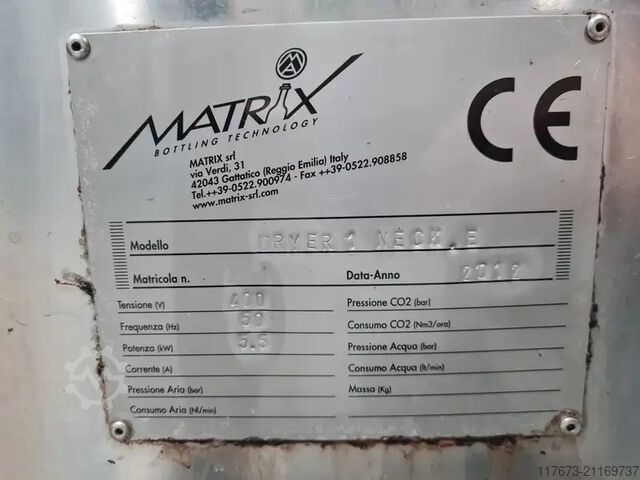 MATRIX
BOTTLING TECHNOLOGY
CE
MATRIX srl
via Verdi, 31
42043 Gattatico (Reggio Emilia) Italy
Tel.++39-0522.900974 - Fax ++39-0522.908858
www.matrix-srl.com
Modello DRYER 1 NECK.E
Matricola n. Data-Anno 2012
Tensione (V) 400 Pressione CO2 (bar)
Frequenza (Hz) 50 Consumo CO2 (Nm3/ora)
Potenza (kW) 5.5 Pressione Acqua (bar)
Corrente (A) Consumo Acqua (lt/min)
Pressione Aria (bar) Massa (Kg)
Consumo Aria (Nl/min)
117673-21169737